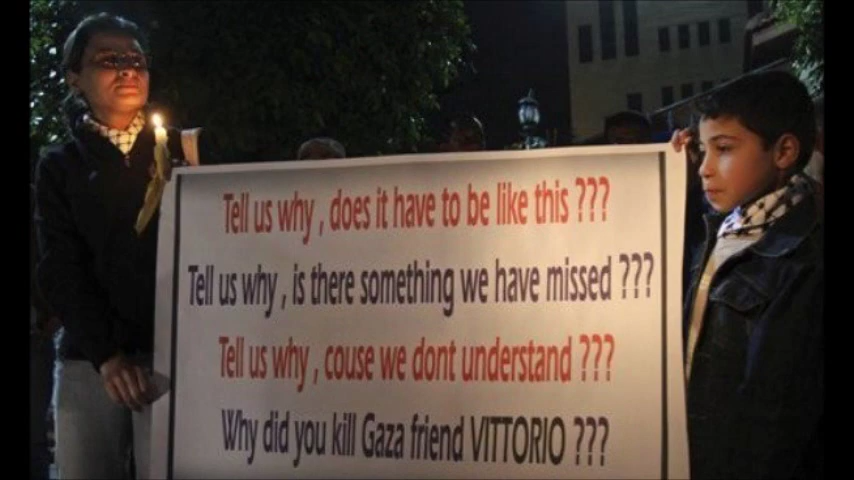 Tell us why , does it have to be like this ???
Tell us why , is there something we have missed ???
Tell us why , couse we dont understand ???
Why did you kill Gaza friend VITTORIO ???